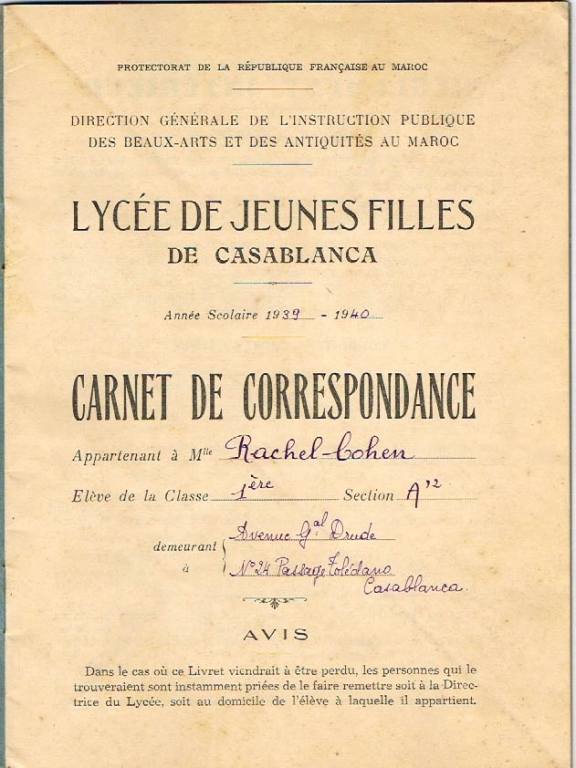 PROTECTORAT DE LA RÉPUBLIQUE FRANÇAISE AU MAROC
DIRECTION GÉNÉRALE DE L'INSTRUCTION PUBLIQUE
DES BEAUX-ARTS ET DES ANTIQUITÉS AU MAROC
LYCÉE DE JEUNES FILLES
DE CASABLANCA
Année Scolaire 1939 - 1940
CARNET DE CORRESPONDANCE
Appartenant à Mlle Rachel-Cohen
Elève de la Classe 1ère Section A'2
demeurant Avenue Gal Drude
à N°24 Passage Tolédano
Casablanca.
AVIS
Dans le cas où ce Livret viendrait à être perdu, les personnes qui le
trouveraient sont instamment priées de le faire remettre soit à la Direc-
trice du Lycée, soit au domicile de l'élève à laquelle il appartient.